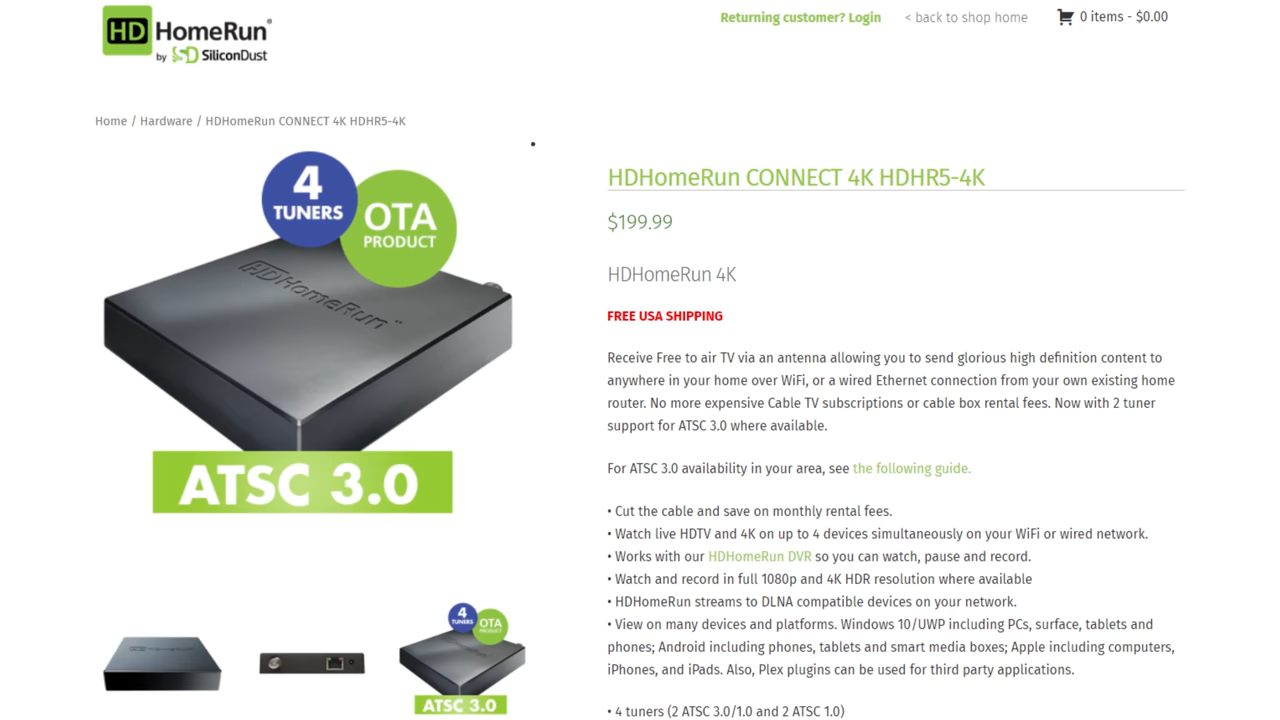 HD HomeRun®
by SD SiliconDust
Returning customer? Login
< back to shop home
0 items - $0.00
Home / Hardware / HDHomeRun CONNECT 4K HDHR5-4K
4
TUNERS
OTA
PRODUCT
HDHomeRun™
ATSC 3.0
4
TUNERS
OTA
PRODUCT
HDHomeRun
ATSC 3.0
HDHomeRun CONNECT 4K HDHR5-4K
$199.99
HDHomeRun 4K
FREE USA SHIPPING
Receive Free to air TV via an antenna allowing you to send glorious high definition content to
anywhere in your home over WiFi, or a wired Ethernet connection from your own existing home
router. No more expensive Cable TV subscriptions or cable box rental fees. Now with 2 tuner
support for ATSC 3.0 where available.
For ATSC 3.0 availability in your area, see the following guide.
• Cut the cable and save on monthly rental fees.
• Watch live HDTV and 4K on up to 4 devices simultaneously on your WiFi or wired network.
• Works with our HDHomeRun DVR so you can watch, pause and record.
• Watch and record in full 1080p and 4K HDR resolution where available
• HDHomeRun streams to DLNA compatible devices on your network.
• View on many devices and platforms. Windows 10/UWP including PCs, surface, tablets and
phones; Android including phones, tablets and smart media boxes; Apple including computers,
iPhones, and iPads. Also, Plex plugins can be used for third party applications.
• 4 tuners (2 ATSC 3.0/1.0 and 2 ATSC 1.0)